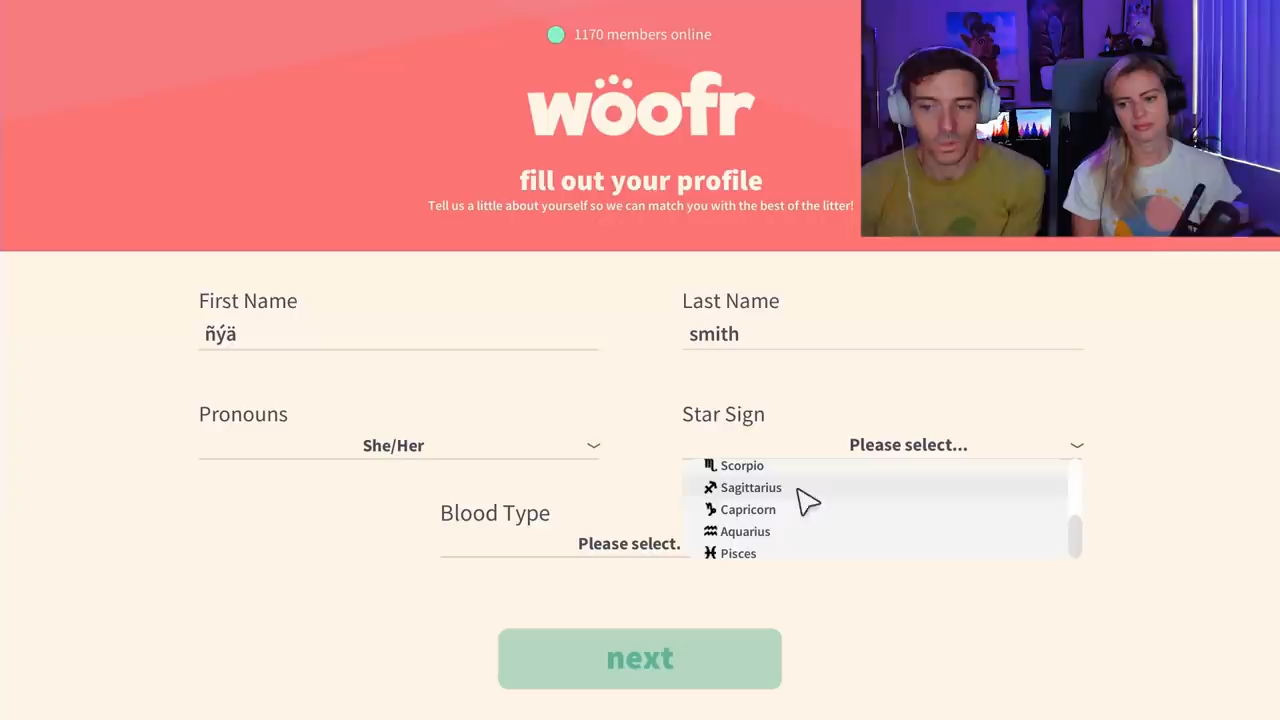 1170 members online
wöofr
fill out your profile
Tell us a little about yourself so we can match you with the best of the litter!
First Name
ñýä
Last Name
smith
Pronouns
She/Her
Star Sign
Please select...
Scorpio
Sagittarius
Capricorn
Aquarius
Pisces
Blood Type
Please select.
next